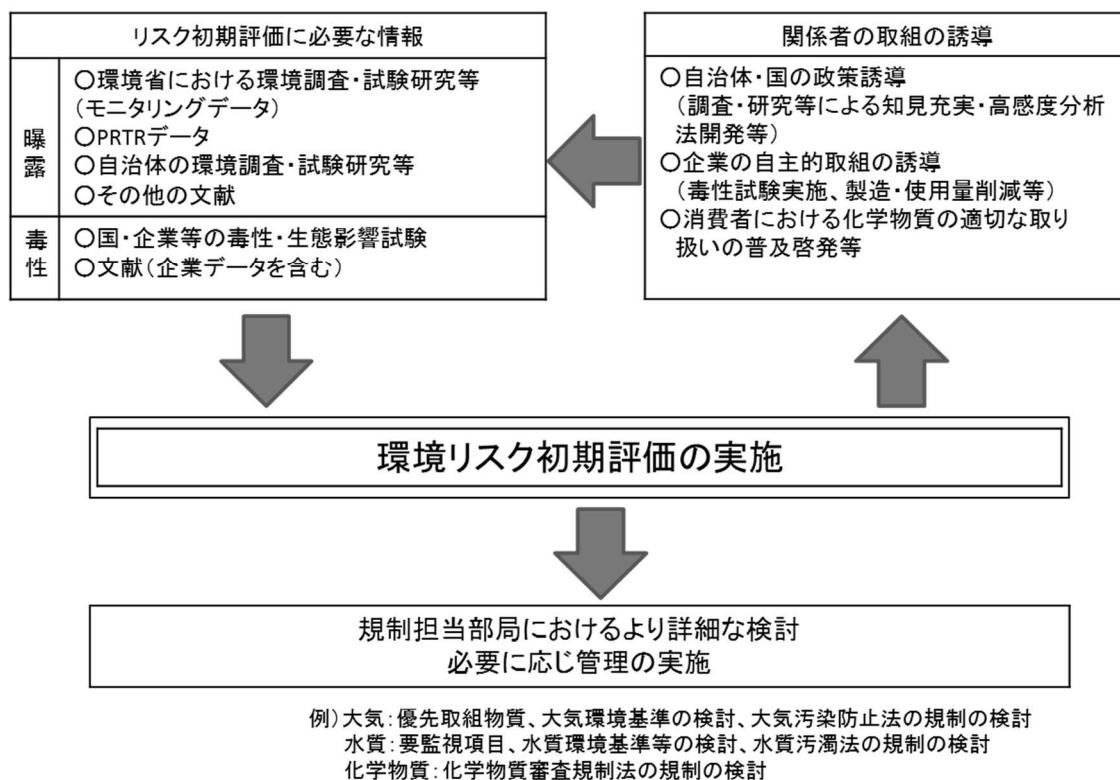 リスク初期評価に必要な情報
曝露
○環境省における環境調査・試験研究等
(モニタリングデータ)
○PRTRデータ
○自治体の環境調査・試験研究等
○その他の文献
毒性
○国・企業等の毒性・生態影響試験
○文献(企業データを含む)
関係者の取組の誘導
○自治体・国の政策誘導
(調査・研究等による知見充実・高感度分析
法開発等)
○企業の自主的取組の誘導
(毒性試験実施、製造・使用量削減等)
○消費者における化学物質の適切な取り
扱いの普及啓発等
環境リスク初期評価の実施
規制担当部局におけるより詳細な検討
必要に応じ管理の実施
例)大気:優先取組物質、大気環境基準の検討、大気汚染防止法の規制の検討
水質:要監視項目、水質環境基準等の検討、水質汚濁法の規制の検討
化学物質:化学物質審査規制法の規制の検討